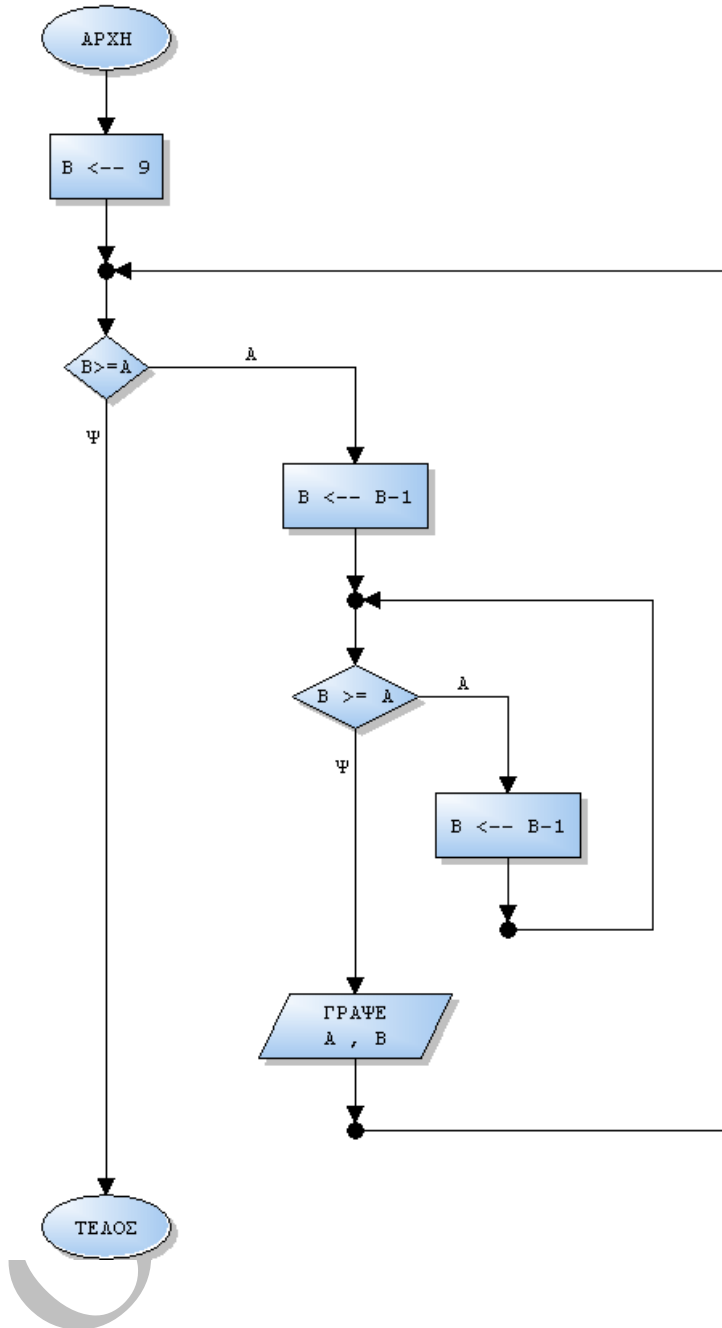 ΑΡΧΗ
Β <-- 9
Β>=Α
Α
Ψ
Β <-- Β-1
Β >= Α
Α
Ψ
Β <-- Β-1
ΓΡΑΨΕ
Α , Β
ΤΕΛΟΣ